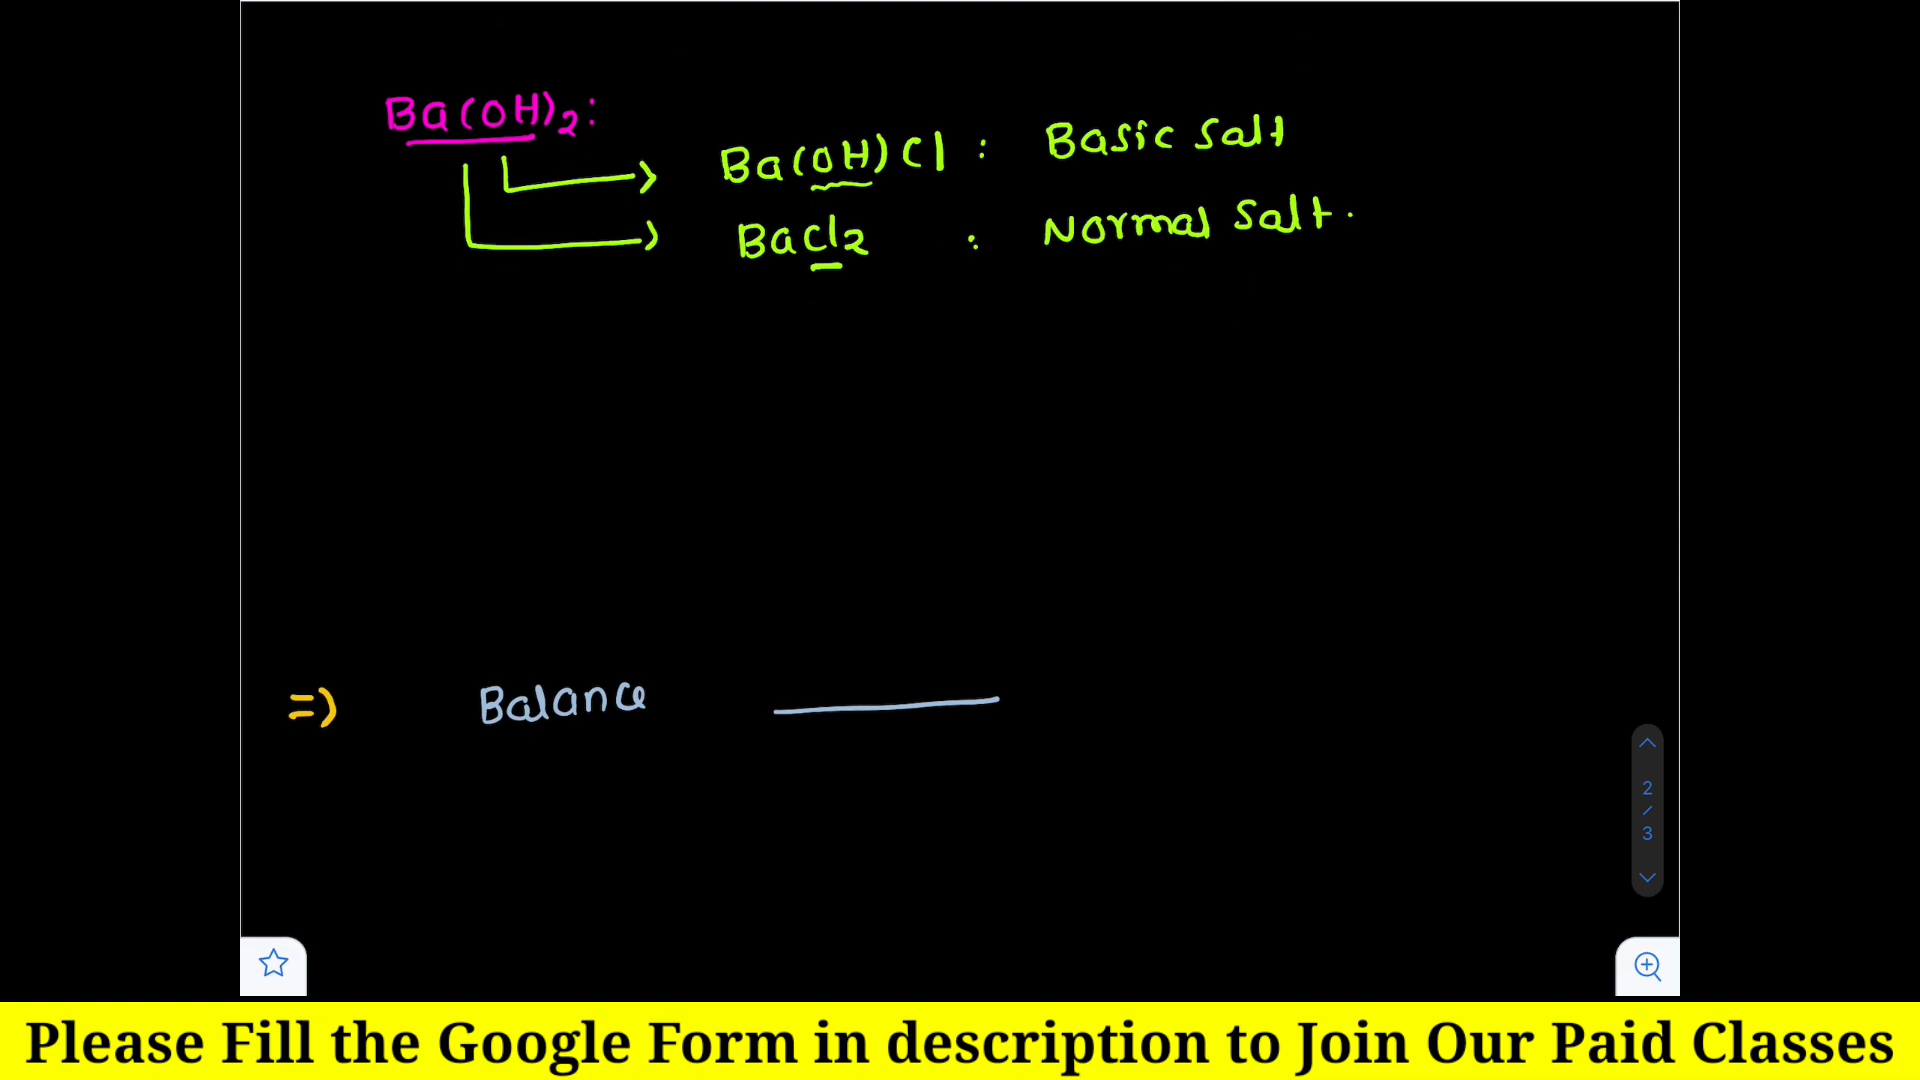 Ba(OH)₂:
Ba(OH)Cl : Basic Salt
BaCl₂ : Normal Salt.
=> Balance
2
/
3
Please Fill the Google Form in description to Join Our Paid Classes